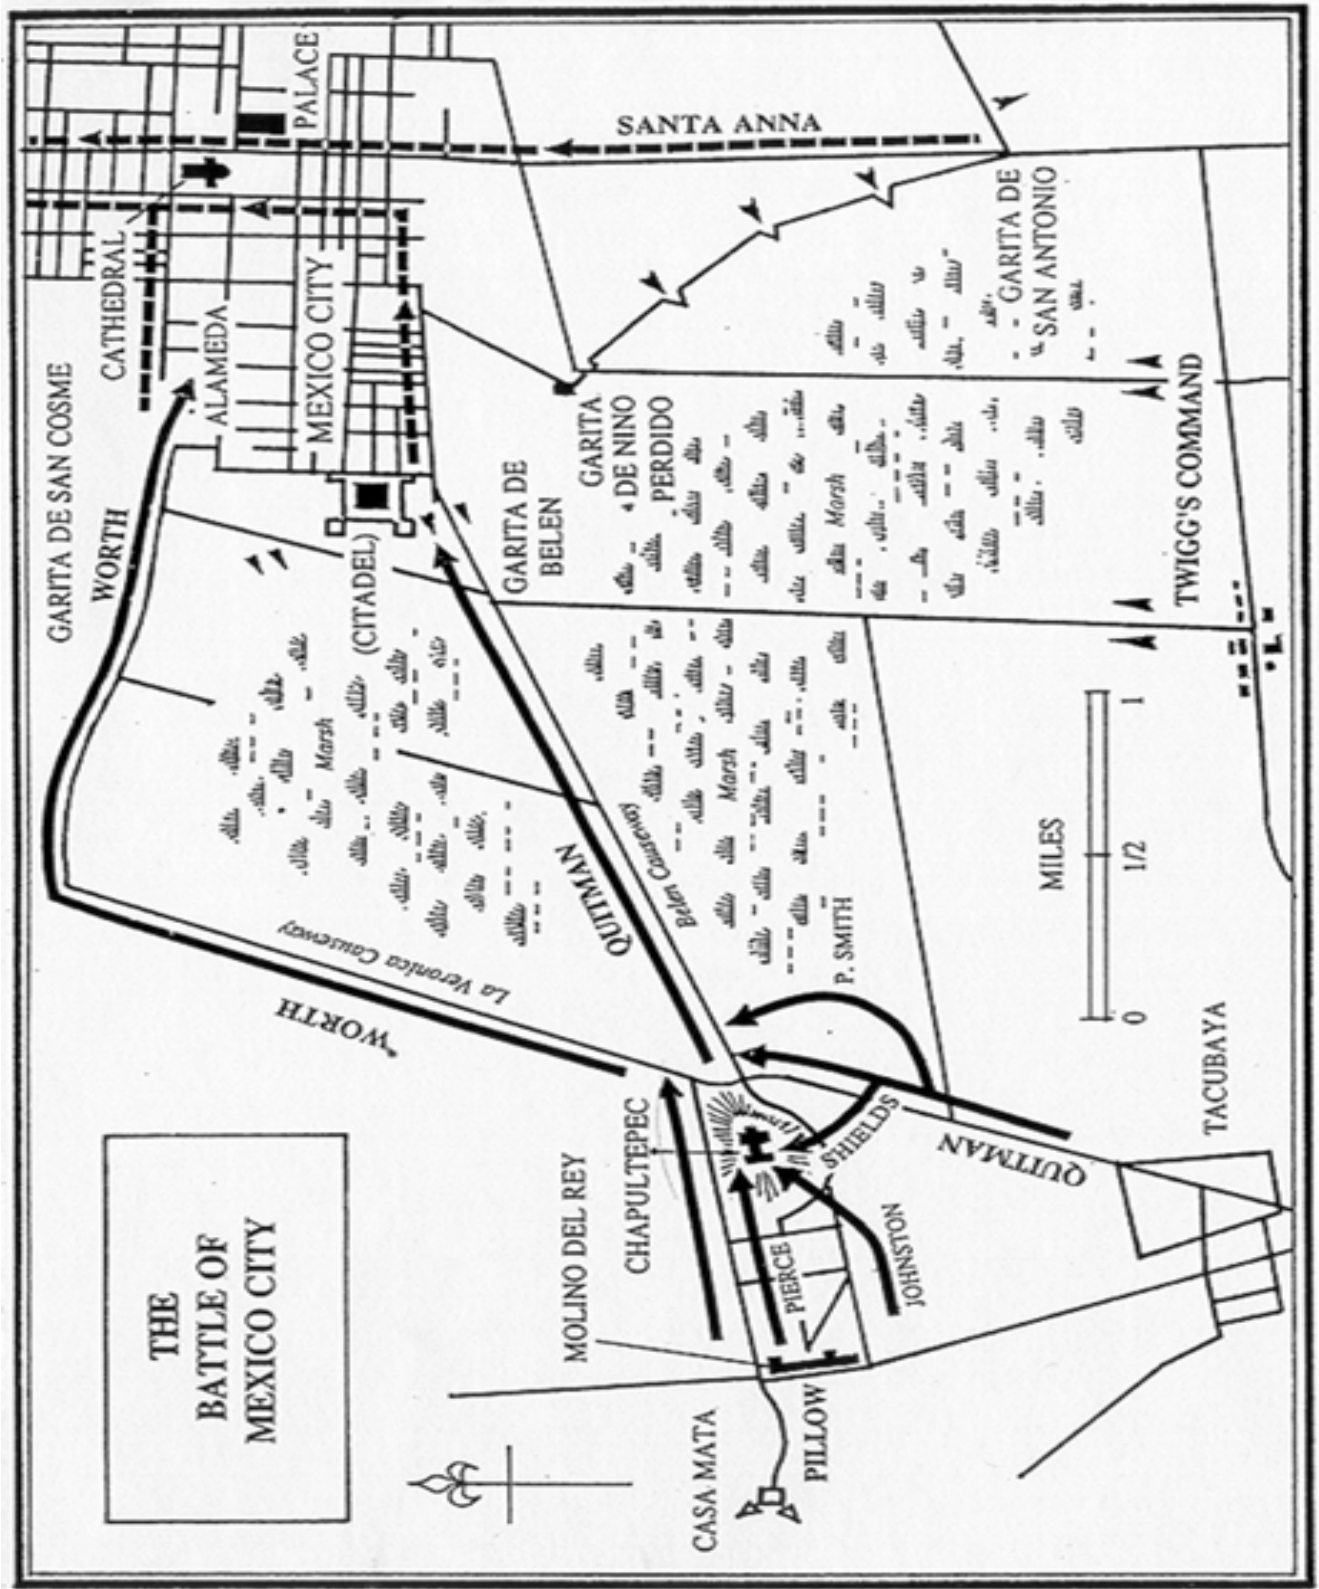 THE
BATTLE OF
MEXICO CITY
GARITA DE SAN COSME
WORTH
CATHEDRAL
ALAMEDA
PALACE
MEXICO CITY
(CITADEL)
Marsh
La Veronica Causeway
WORTH
SANTA ANNA
GARITA DE
BELEN
GARITA
DE NINO
PERDIDO
GARITA DE
SAN ANTONIO
Marsh
Marsh
QUITMAN
Belen Causeway
P. SMITH
TWIGG'S COMMAND
MILES
0
1/2
1
MOLINO DEL REY
CHAPULTEPEC
SHIELDS
QUITMAN
TACUBAYA
PIERCE
JOHNSTON
CASA MATA
PILLOW